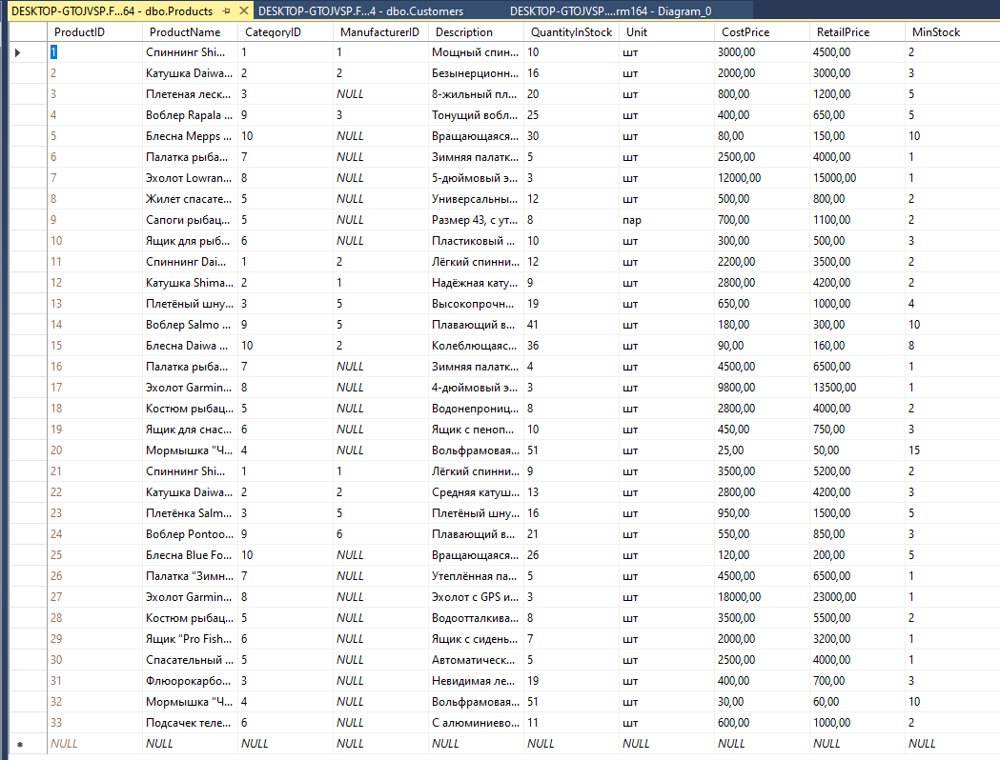 DESKTOP-GTOJVSP.F...64 - dbo.Products DESKTOP-GTOJVSP.F...4 - dbo.Customers DESKTOP-GTOJVSP....rm164 - Diagram_0
ProductID ProductName CategoryID ManufacturerID Description QuantityInStock Unit CostPrice RetailPrice MinStock
1 Спиннинг Shi... 1 1 Мощный спин... 10 шт 3000,00 4500,00 2
2 Катушка Daiwa... 2 2 Безынерционн... 16 шт 2000,00 3000,00 3
3 Плетеная леск... 3 NULL 8-жильный пл... 20 шт 800,00 1200,00 5
4 Воблер Rapala ... 9 3 Тонущий вобл... 25 шт 400,00 650,00 5
5 Блесна Mepps ... 10 NULL Вращающаяся... 30 шт 80,00 150,00 10
6 Палатка рыба... 7 NULL Зимняя палатк... 5 шт 2500,00 4000,00 1
7 Эхолот Lowran... 8 NULL 5-дюймовый э... 3 шт 12000,00 15000,00 1
8 Жилет спасате... 5 NULL Универсальны... 12 шт 500,00 800,00 2
9 Сапоги рыбац... 5 NULL Размер 43, с ут... 8 пар 700,00 1100,00 2
10 Ящик для рыб... 6 NULL Пластиковый ... 10 шт 300,00 500,00 3
11 Спиннинг Dai... 1 2 Лёгкий спинни... 12 шт 2200,00 3500,00 2
12 Катушка Shima... 2 1 Надёжная кату... 9 шт 2800,00 4200,00 2
13 Плетёный шну... 3 5 Высокопрочн... 19 шт 650,00 1000,00 4
14 Воблер Salmo ... 9 5 Плавающий в... 41 шт 180,00 300,00 10
15 Блесна Daiwa ... 10 2 Колеблющаяс... 36 шт 90,00 160,00 8
16 Палатка рыба... 7 NULL Зимняя палатк... 4 шт 4500,00 6500,00 1
17 Эхолот Garmin... 8 NULL 4-дюймовый э... 3 шт 9800,00 13500,00 1
18 Костюм рыбац... 5 NULL Водонепрониц... 8 шт 2800,00 4000,00 2
19 Ящик для снас... 6 NULL Ящик с пеноп... 10 шт 450,00 750,00 3
20 Мормышка "Ч... 4 NULL Вольфрамовая... 51 шт 25,00 50,00 15
21 Спиннинг Shi... 1 1 Лёгкий спинни... 9 шт 3500,00 5200,00 2
22 Катушка Daiwa... 2 2 Средняя катуш... 13 шт 2800,00 4200,00 3
23 Плетёнка Salm... 3 5 Плетёный шну... 16 шт 950,00 1500,00 5
24 Воблер Pontoo... 9 6 Плавающий в... 21 шт 550,00 850,00 3
25 Блесна Blue Fo... 10 NULL Вращающаяся... 26 шт 120,00 200,00 5
26 Палатка "Зимн... 7 NULL Утеплённая па... 5 шт 4500,00 6500,00 1
27 Эхолот Garmin... 8 NULL Эхолот с GPS и... 3 шт 18000,00 23000,00 1
28 Костюм рыбац... 5 NULL Водоотталкива... 8 шт 3500,00 5500,00 2
29 Ящик "Pro Fish... 6 NULL Ящик с сидень... 7 шт 2000,00 3200,00 1
30 Спасательный ... 5 NULL Автоматическ... 5 шт 2500,00 4000,00 1
31 Флюорокарбо... 3 NULL Невидимая ле... 19 шт 400,00 700,00 3
32 Мормышка "Ч... 4 NULL Вольфрамовая... 51 шт 30,00 60,00 10
33 Подсачек теле... 6 NULL С алюминиево... 11 шт 600,00 1000,00 2
NULL NULL NULL NULL NULL NULL NULL NULL NULL NULL